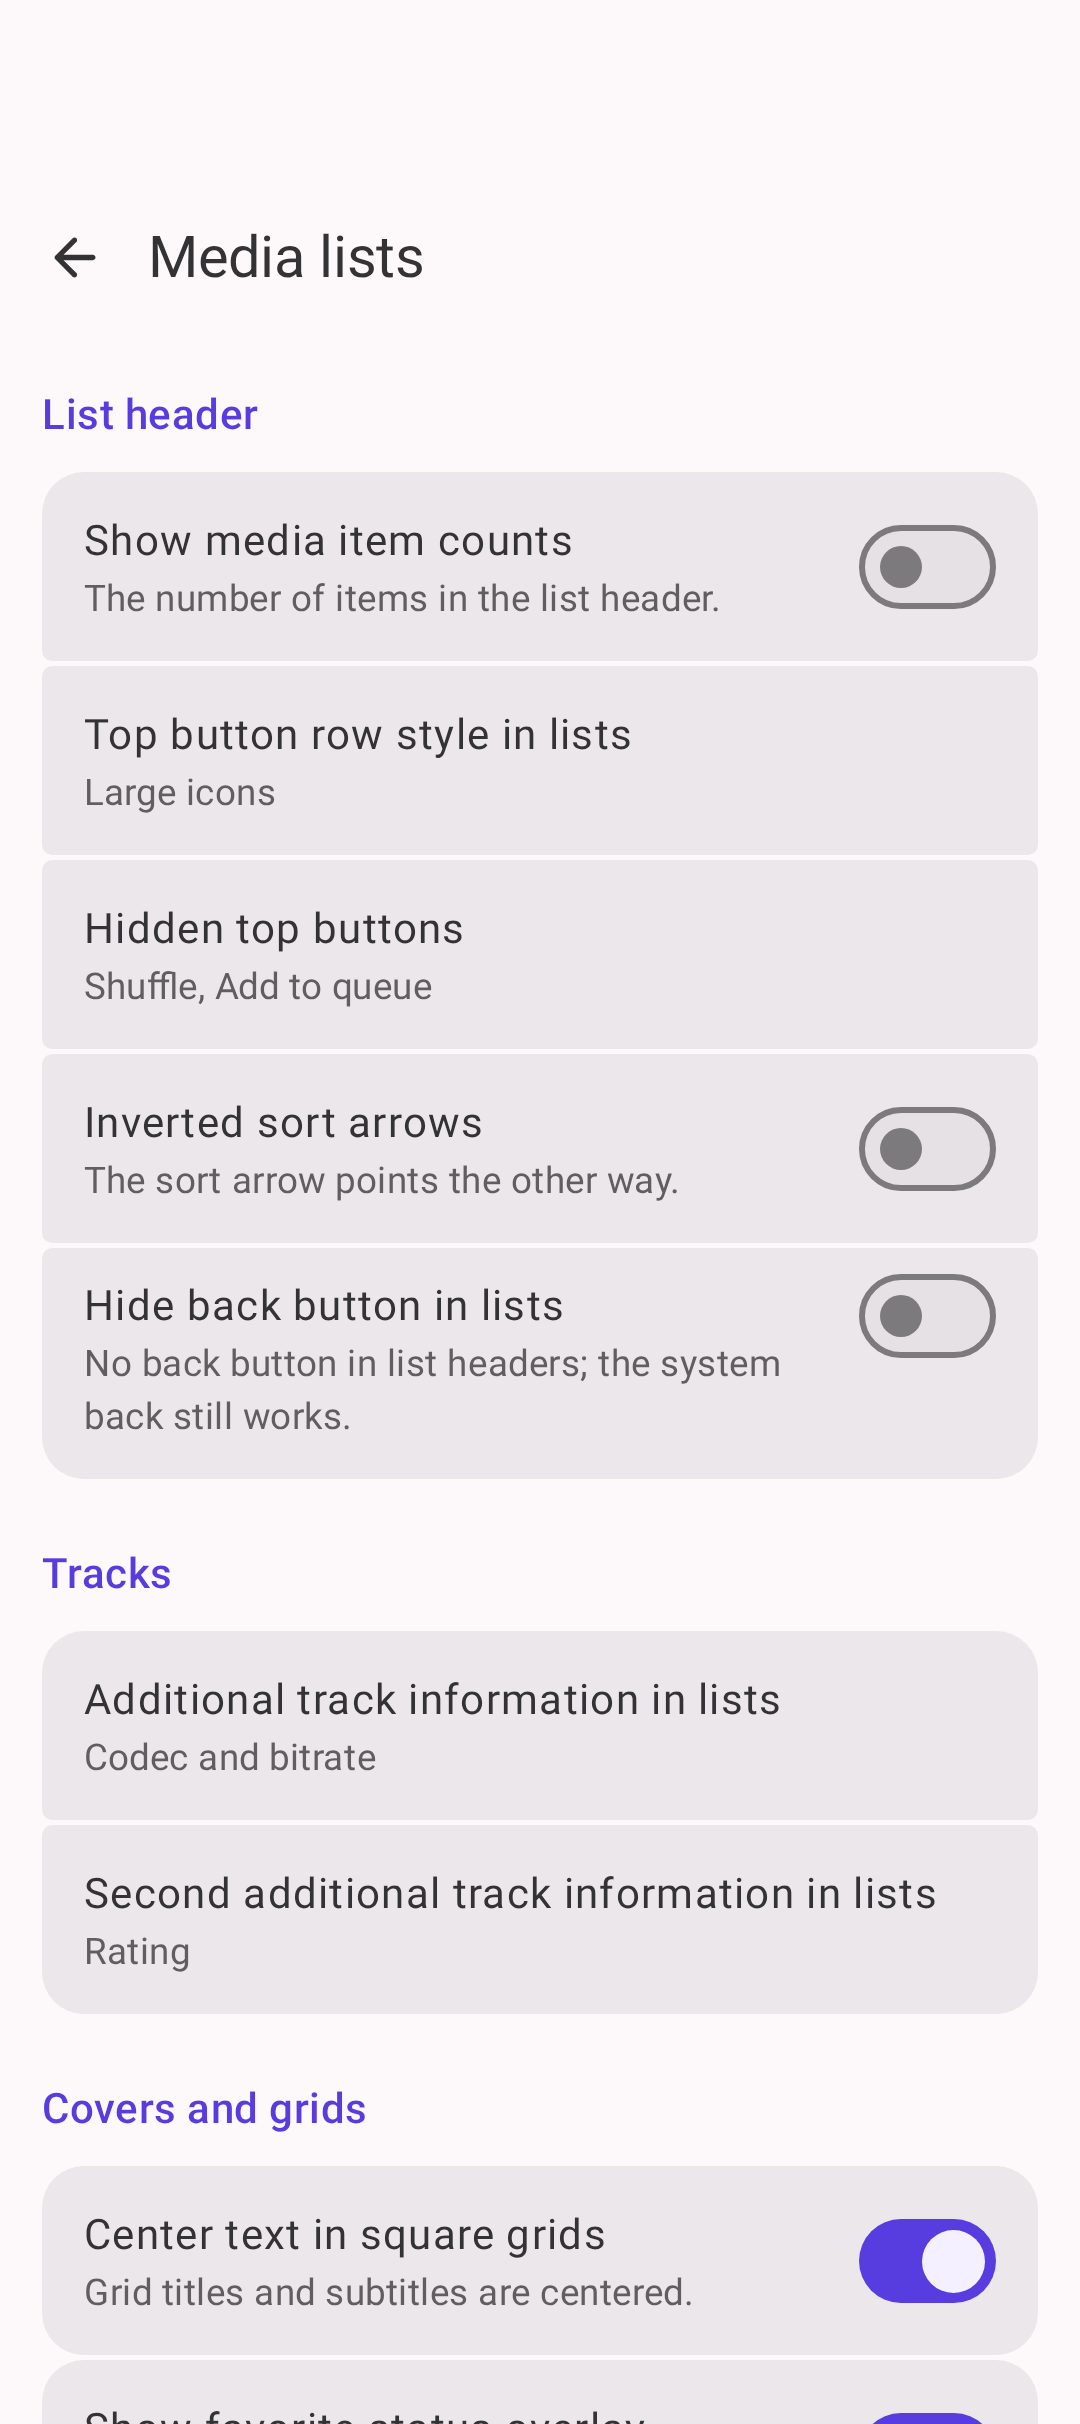 Media lists
List header
Show media item counts
The number of items in the list header.
Top button row style in lists
Large icons
Hidden top buttons
Shuffle, Add to queue
Inverted sort arrows
The sort arrow points the other way.
Hide back button in lists
No back button in list headers; the system
back still works.
Tracks
Additional track information in lists
Codec and bitrate
Second additional track information in lists
Rating
Covers and grids
Center text in square grids
Grid titles and subtitles are centered.
Show favorite status overlay